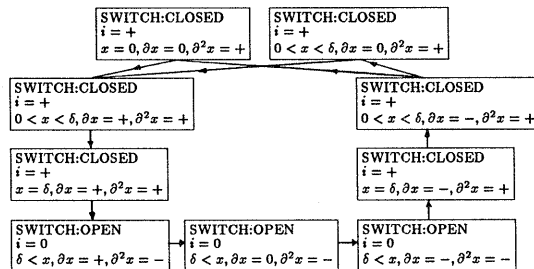 SWITCH:CLOSED
i = +
x = 0, ∂x = 0, ∂²x = +
SWITCH:CLOSED
i = +
0 < x < δ, ∂x = 0, ∂²x = +
SWITCH:CLOSED
i = +
0 < x < δ, ∂x = +, ∂²x = +
SWITCH:CLOSED
i = +
0 < x < δ, ∂x = −, ∂²x = +
SWITCH:CLOSED
i = +
x = δ, ∂x = +, ∂²x = +
SWITCH:CLOSED
i = +
x = δ, ∂x = −, ∂²x = +
SWITCH:OPEN
i = 0
δ < x, ∂x = +, ∂²x = −
SWITCH:OPEN
i = 0
δ < x, ∂x = 0, ∂²x = −
SWITCH:OPEN
i = 0
δ < x, ∂x = −, ∂²x = −